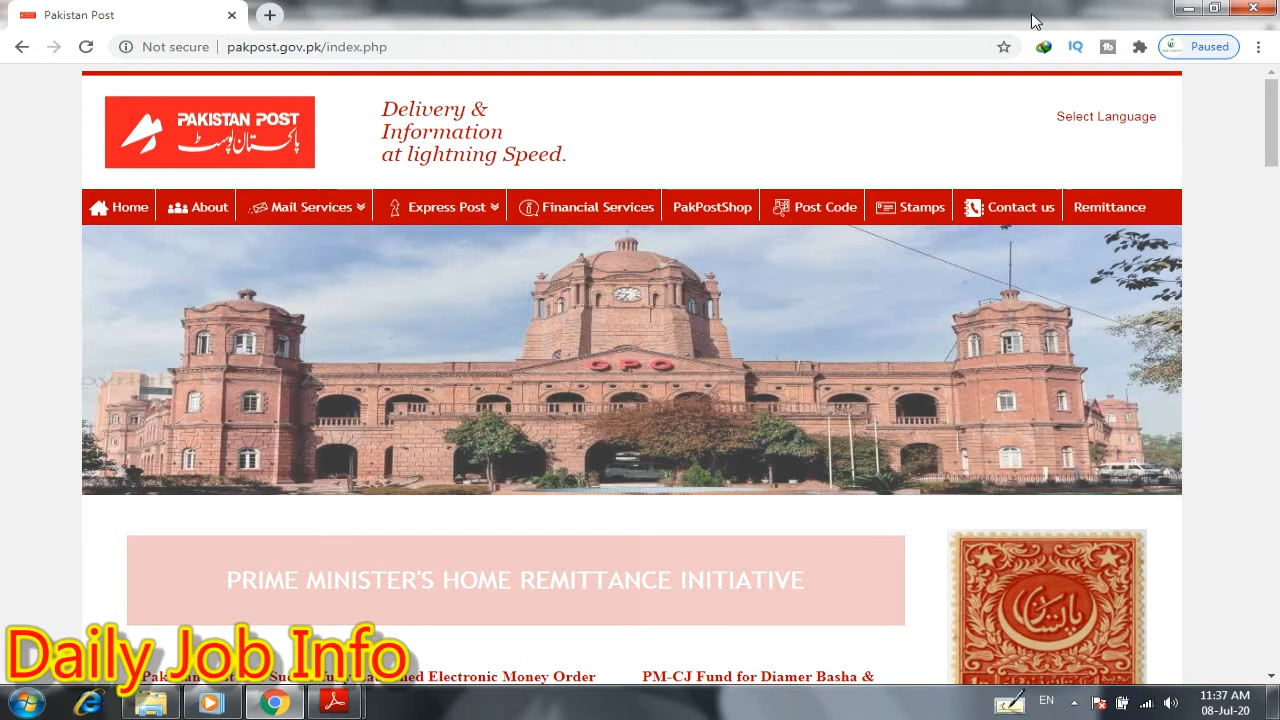 Pakistan Post
Not secure
pakpost.gov.pk/index.php
IQ
Paused
PAKISTAN POST
پاکستان پوسٹ
Delivery &
Information
at lightning Speed.
Select Language
Home
About
Mail Services
Express Post
Financial Services
PakPostShop
Post Code
Stamps
Contact us
Remittance
GPO
PRIME MINISTER'S HOME REMITTANCE INITIATIVE
پاکستان
Electronic Money Order
PM-CJ Fund for Diamer Basha &
Daily Job Info
EN
11:37 AM
08-Jul-20